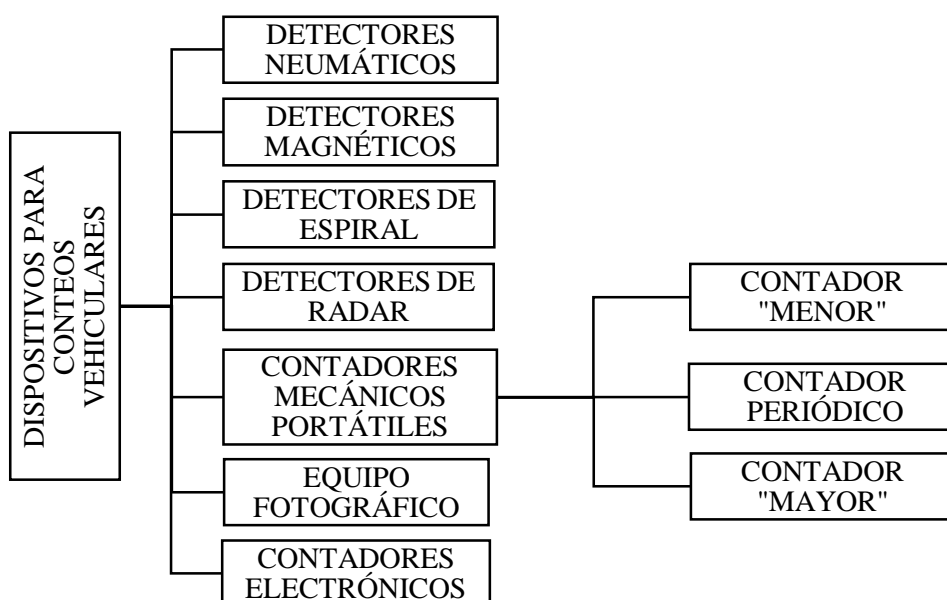 DISPOSITIVOS PARA
CONTEOS
VEHICULARES
DETECTORES
NEUMÁTICOS
DETECTORES
MAGNÉTICOS
DETECTORES DE
ESPIRAL
DETECTORES DE
RADAR
CONTADORES
MECÁNICOS
PORTÁTILES
EQUIPO
FOTOGRÁFICO
CONTADORES
ELECTRÓNICOS
CONTADOR
"MENOR"
CONTADOR
PERIÓDICO
CONTADOR
"MAYOR"